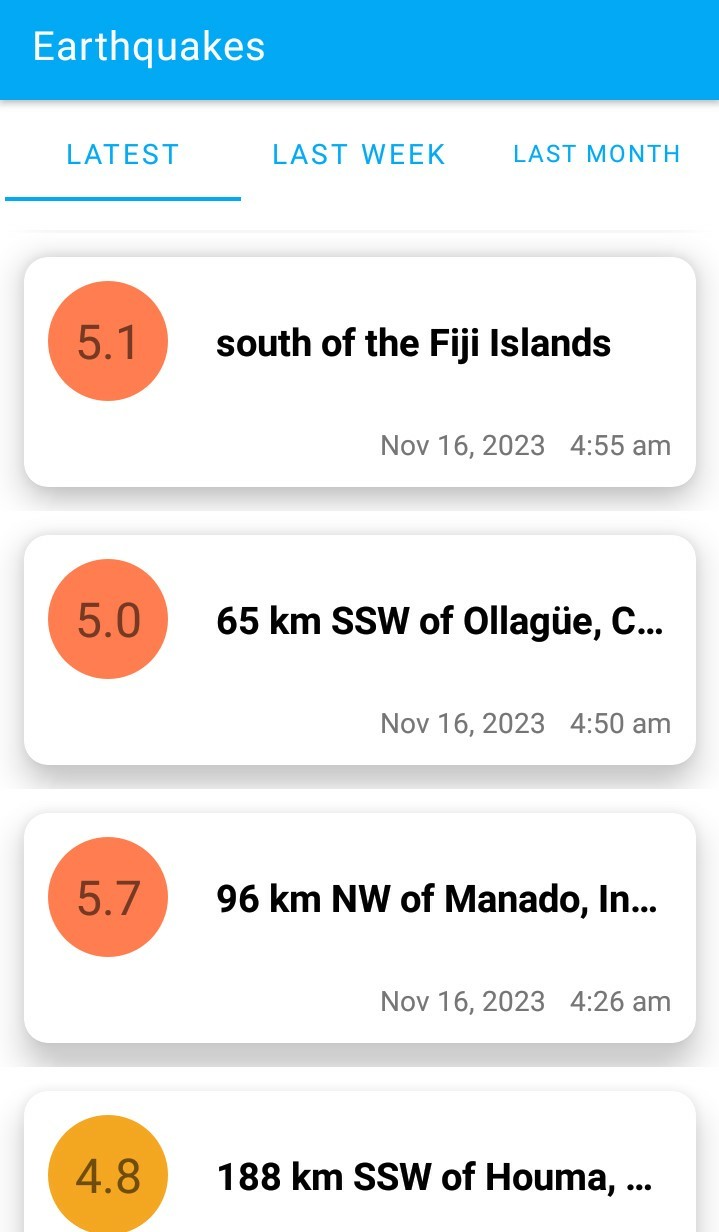 Earthquakes
LATEST LAST WEEK LAST MONTH
5.1 south of the Fiji Islands
Nov 16, 2023 4:55 am
5.0 65 km SSW of Ollagüe, C...
Nov 16, 2023 4:50 am
5.7 96 km NW of Manado, In...
Nov 16, 2023 4:26 am
4.8 188 km SSW of Houma, ...